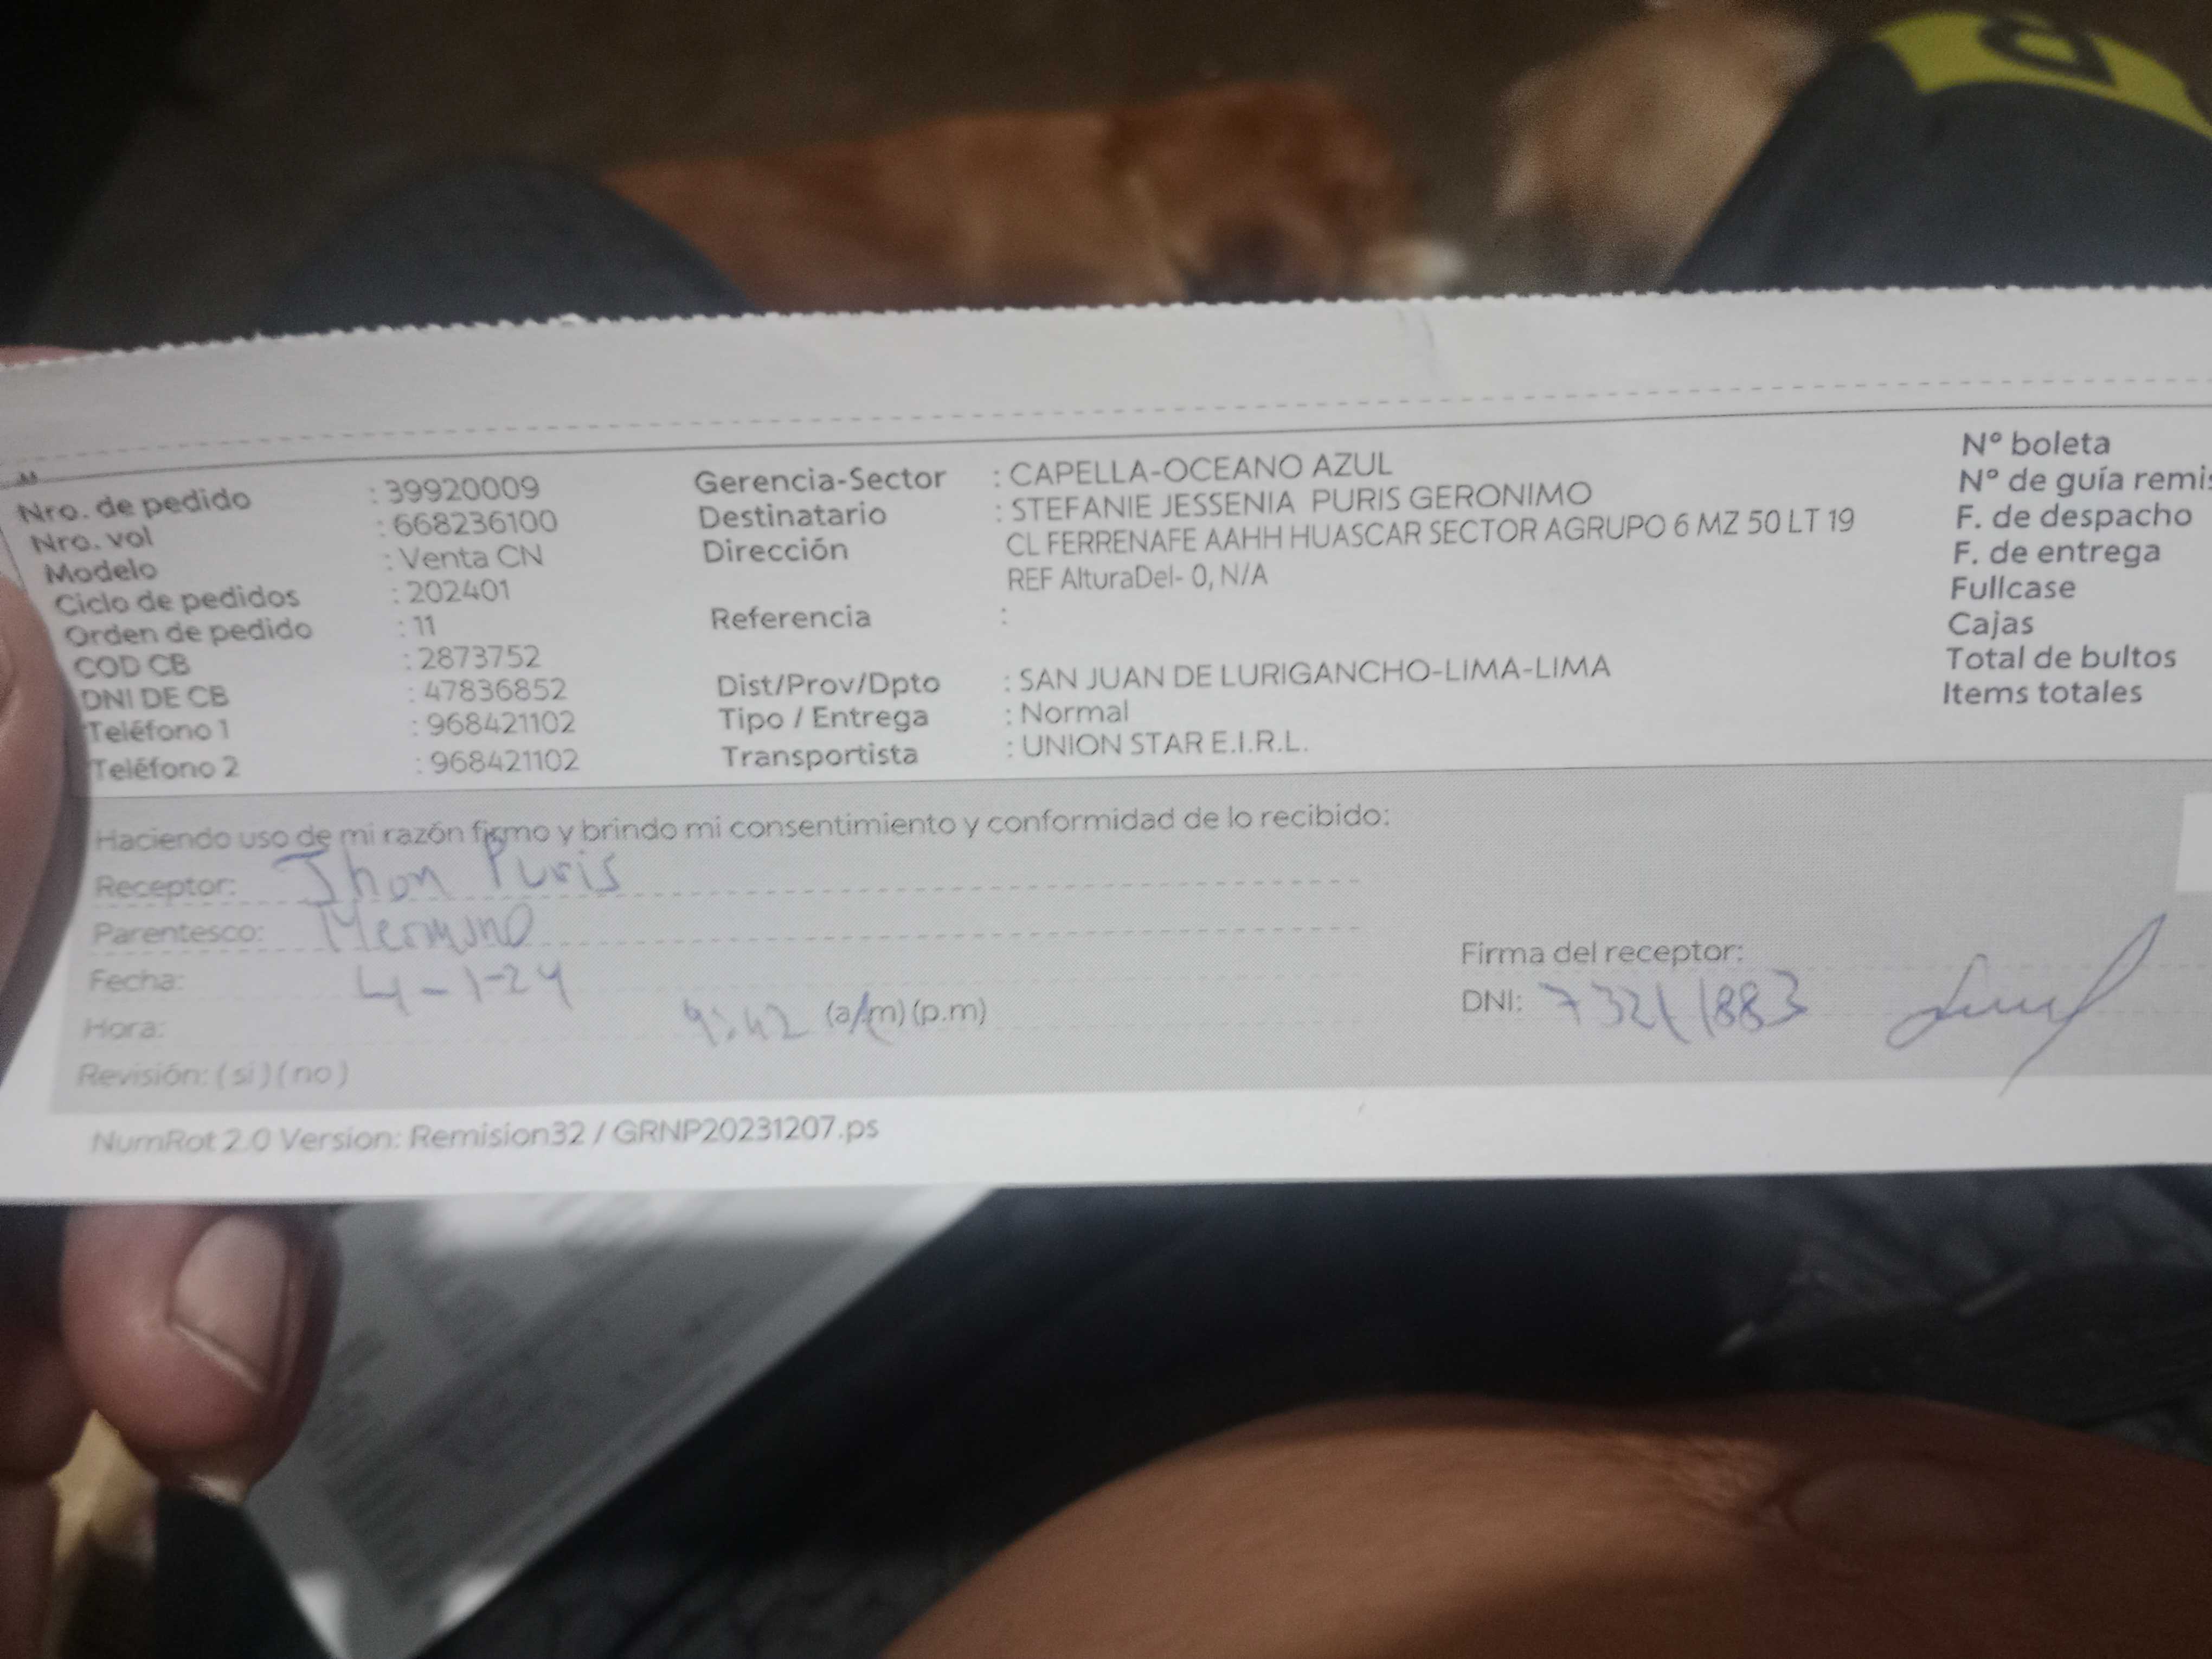 Nro. de pedido : 39920009
Nro. vol : 668236100
Modelo : Venta CN
Ciclo de pedidos : 202401
Orden de pedido : 11
COD CB : 2873752
DNI DE CB : 47836852
Teléfono 1 : 968421102
Teléfono 2 : 968421102
Gerencia-Sector : CAPELLA-OCEANO AZUL
Destinatario : STEFANIE JESSENIA PURIS GERONIMO
Dirección CL FERRENAFE AAHH HUASCAR SECTOR AGRUPO 6 MZ 50 LT 19
REF AlturaDel- 0, N/A
Referencia :
Dist/Prov/Dpto : SAN JUAN DE LURIGANCHO-LIMA-LIMA
Tipo / Entrega : Normal
Transportista : UNION STAR E.I.R.L.
N° boleta
N° de guía remis
F. de despacho
F. de entrega
Fullcase
Cajas
Total de bultos
Items totales
Haciendo uso de mi razón firmo y brindo mi consentimiento y conformidad de lo recibido:
Receptor: Jhon Puris
Parentesco: Hermano
Fecha: 4-1-24
Hora: 9:42 (a/m) (p.m)
Revisión: ( si ) ( no )
Firma del receptor:
DNI:
NumRot 2.0 Version: Remision32 / GRNP20231207.ps